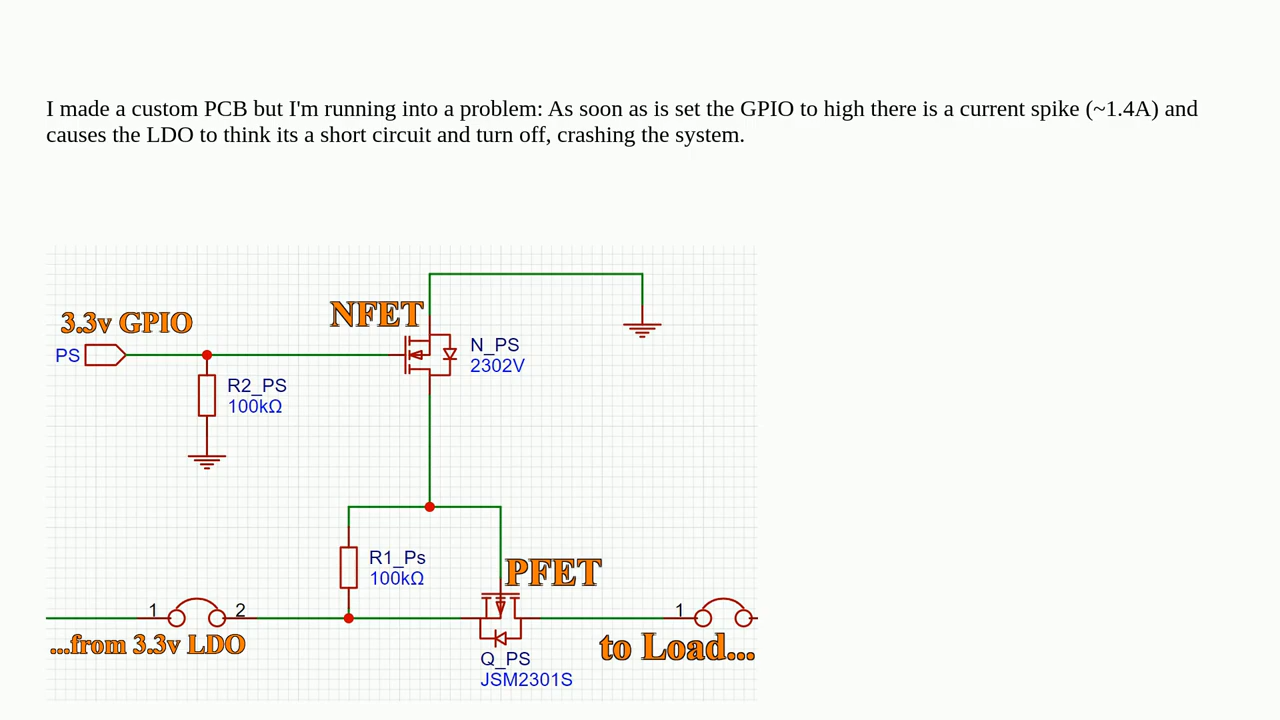 I made a custom PCB but I'm running into a problem: As soon as is set the GPIO to high there is a current spike (~1.4A) and
causes the LDO to think its a short circuit and turn off, crashing the system.
3.3v GPIO
NFET
PS
N_PS
2302V
R2_PS
100kΩ
R1_Ps
100kΩ
PFET
1 2
1
...from 3.3v LDO
to Load...
Q_PS
JSM2301S